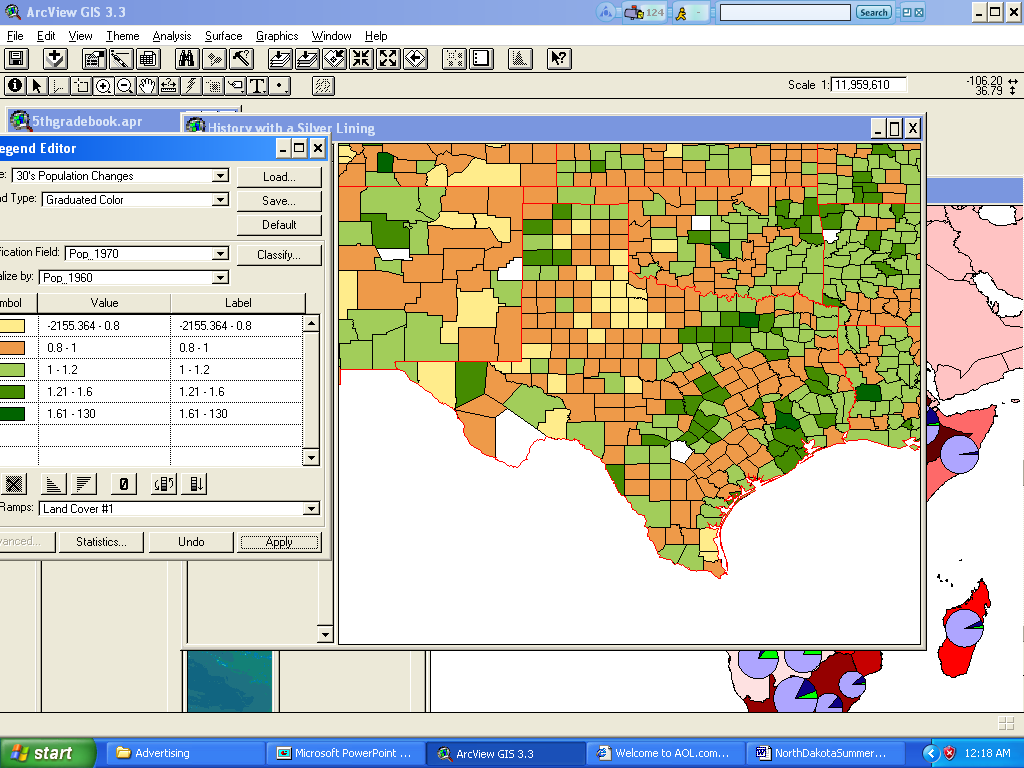 ArcView GIS 3.3
124
-
Search
File Edit View Theme Analysis Surface Graphics Window Help
Scale 1: 11,959,610
-106.20
36.79
5thgradebook.apr
History with a Silver Lining
egend Editor
e: 30's Population Changes
Load...
nd Type: Graduated Color
Save...
Default
ification Field: Pop_1970
Classify...
alize by: Pop_1960
mbol Value Label
-2155.364 - 0.8 -2155.364 - 0.8
0.8 - 1 0.8 - 1
1 - 1.2 1 - 1.2
1.21 - 1.6 1.21 - 1.6
1.61 - 130 1.61 - 130
Ramps: Land Cover #1
vanced... Statistics... Undo Apply
start Advertising Microsoft PowerPoint ... ArcView GIS 3.3 Welcome to AOL.com... NorthDakotaSummer... 12:18 AM